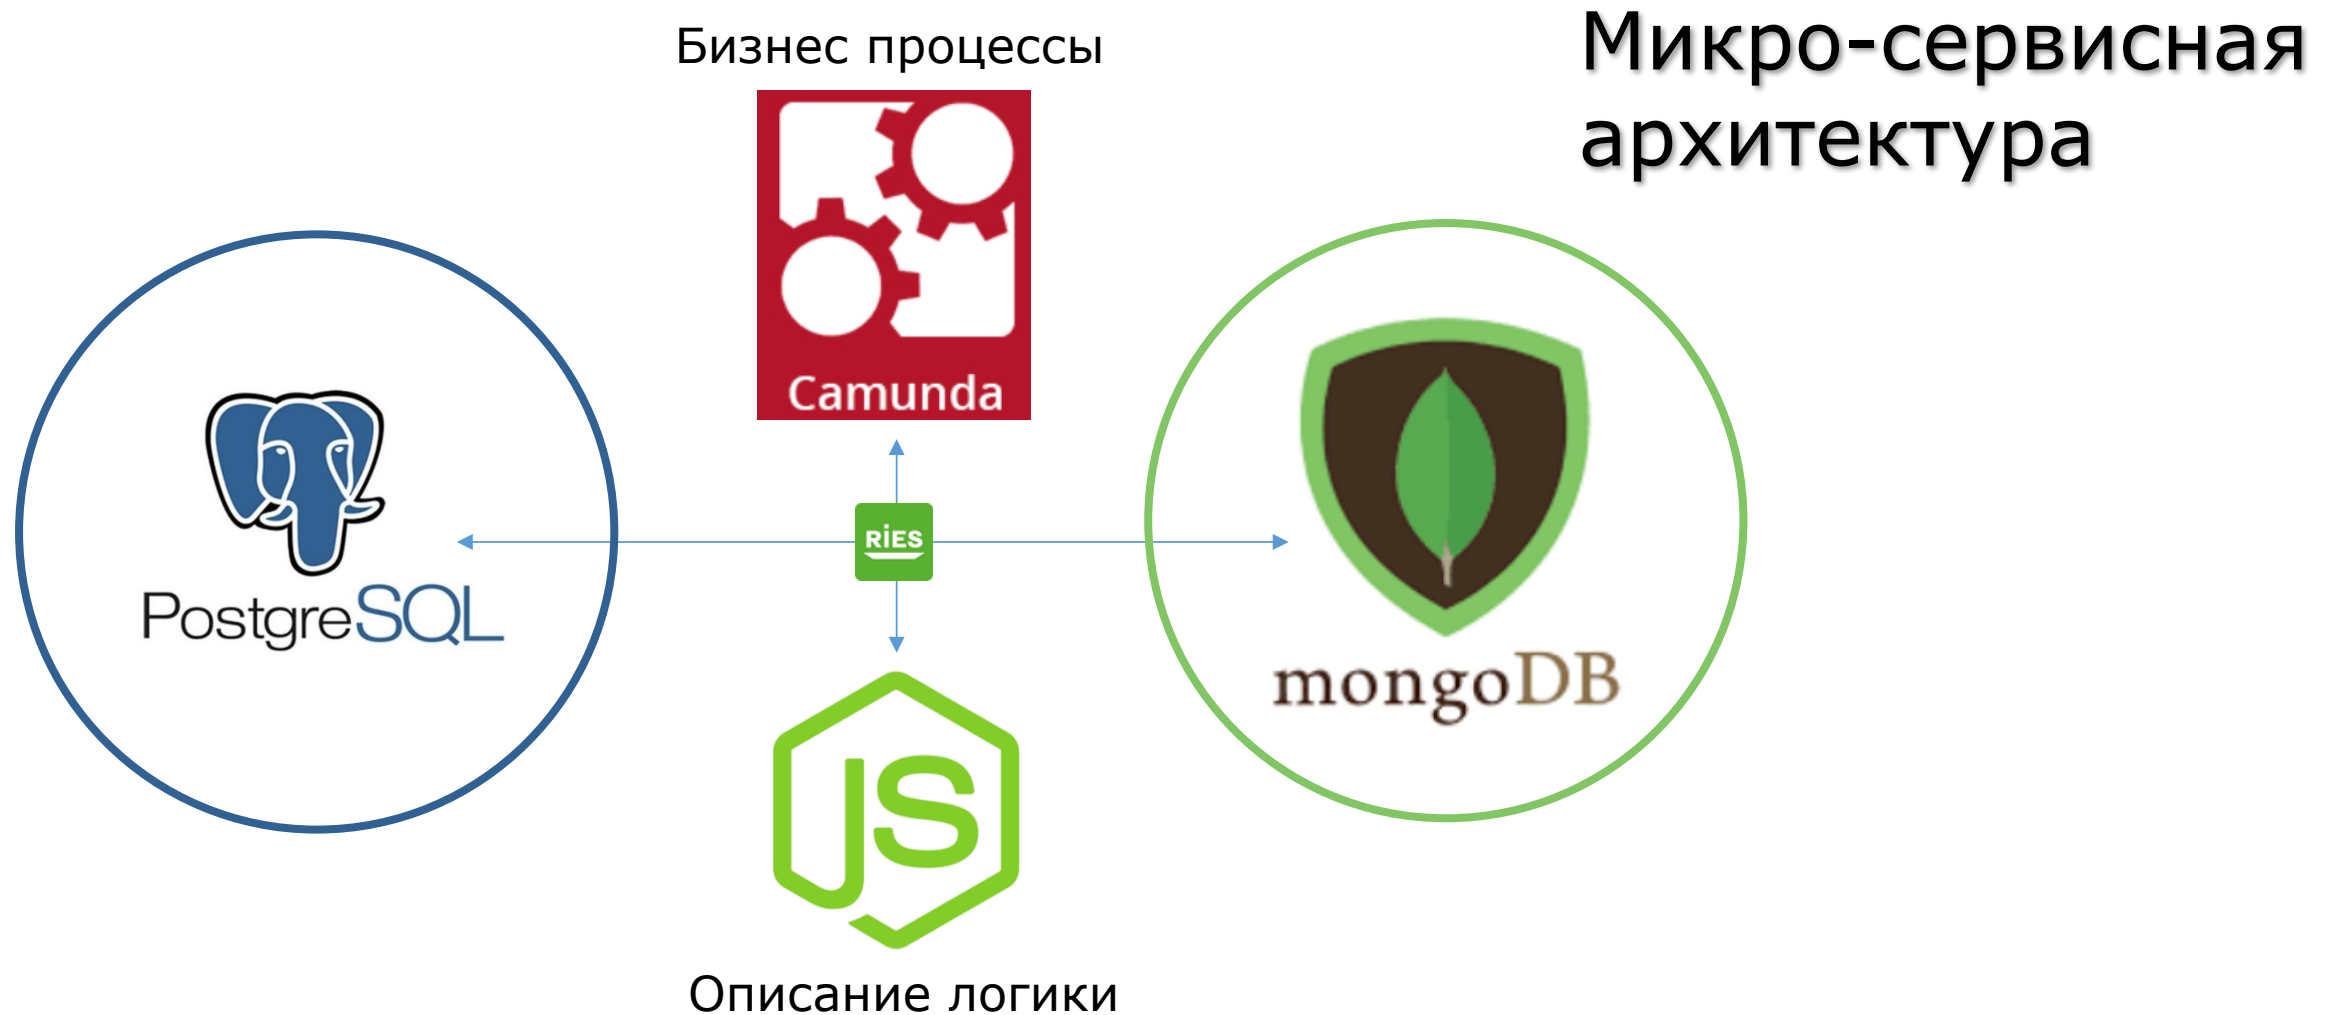 Бизнес процессы
Микро-сервисная
архитектура
Camunda
PostgreSQL
RiES
mongoDB
JS
Описание логики